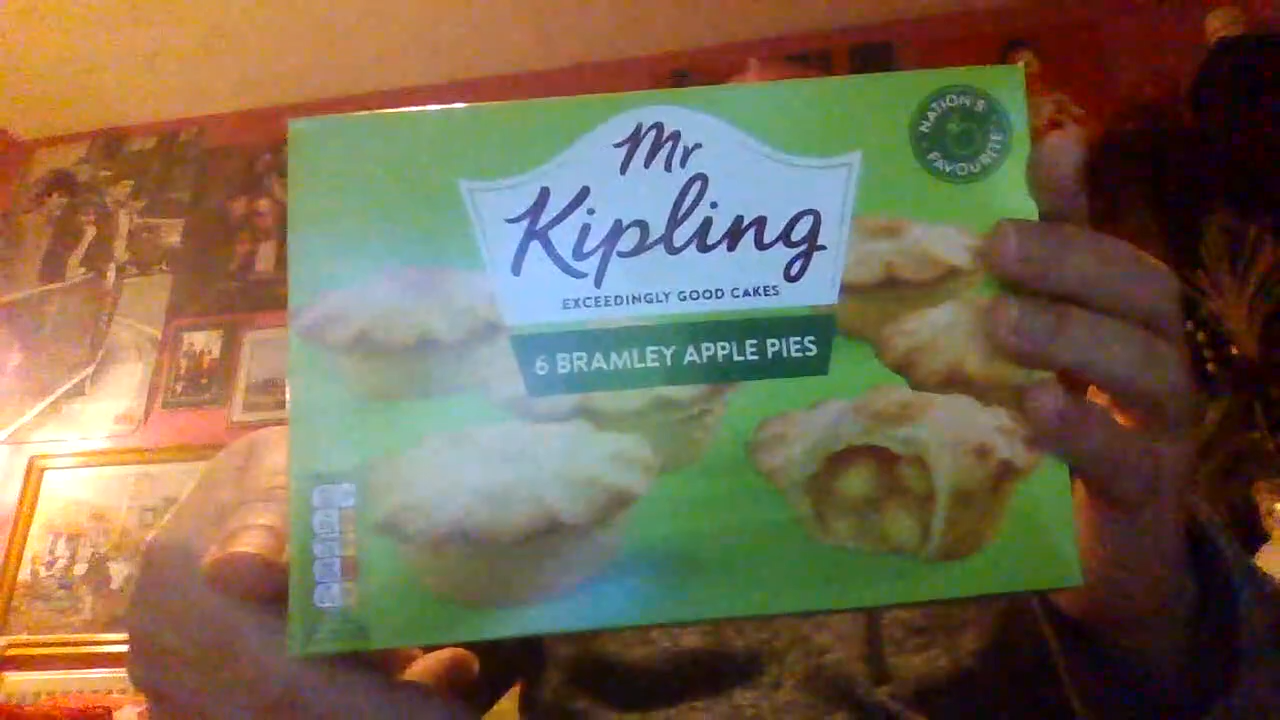 NATION'S
FAVOURITE
Mr
Kipling
EXCEEDINGLY GOOD CAKES
6 BRAMLEY APPLE PIES